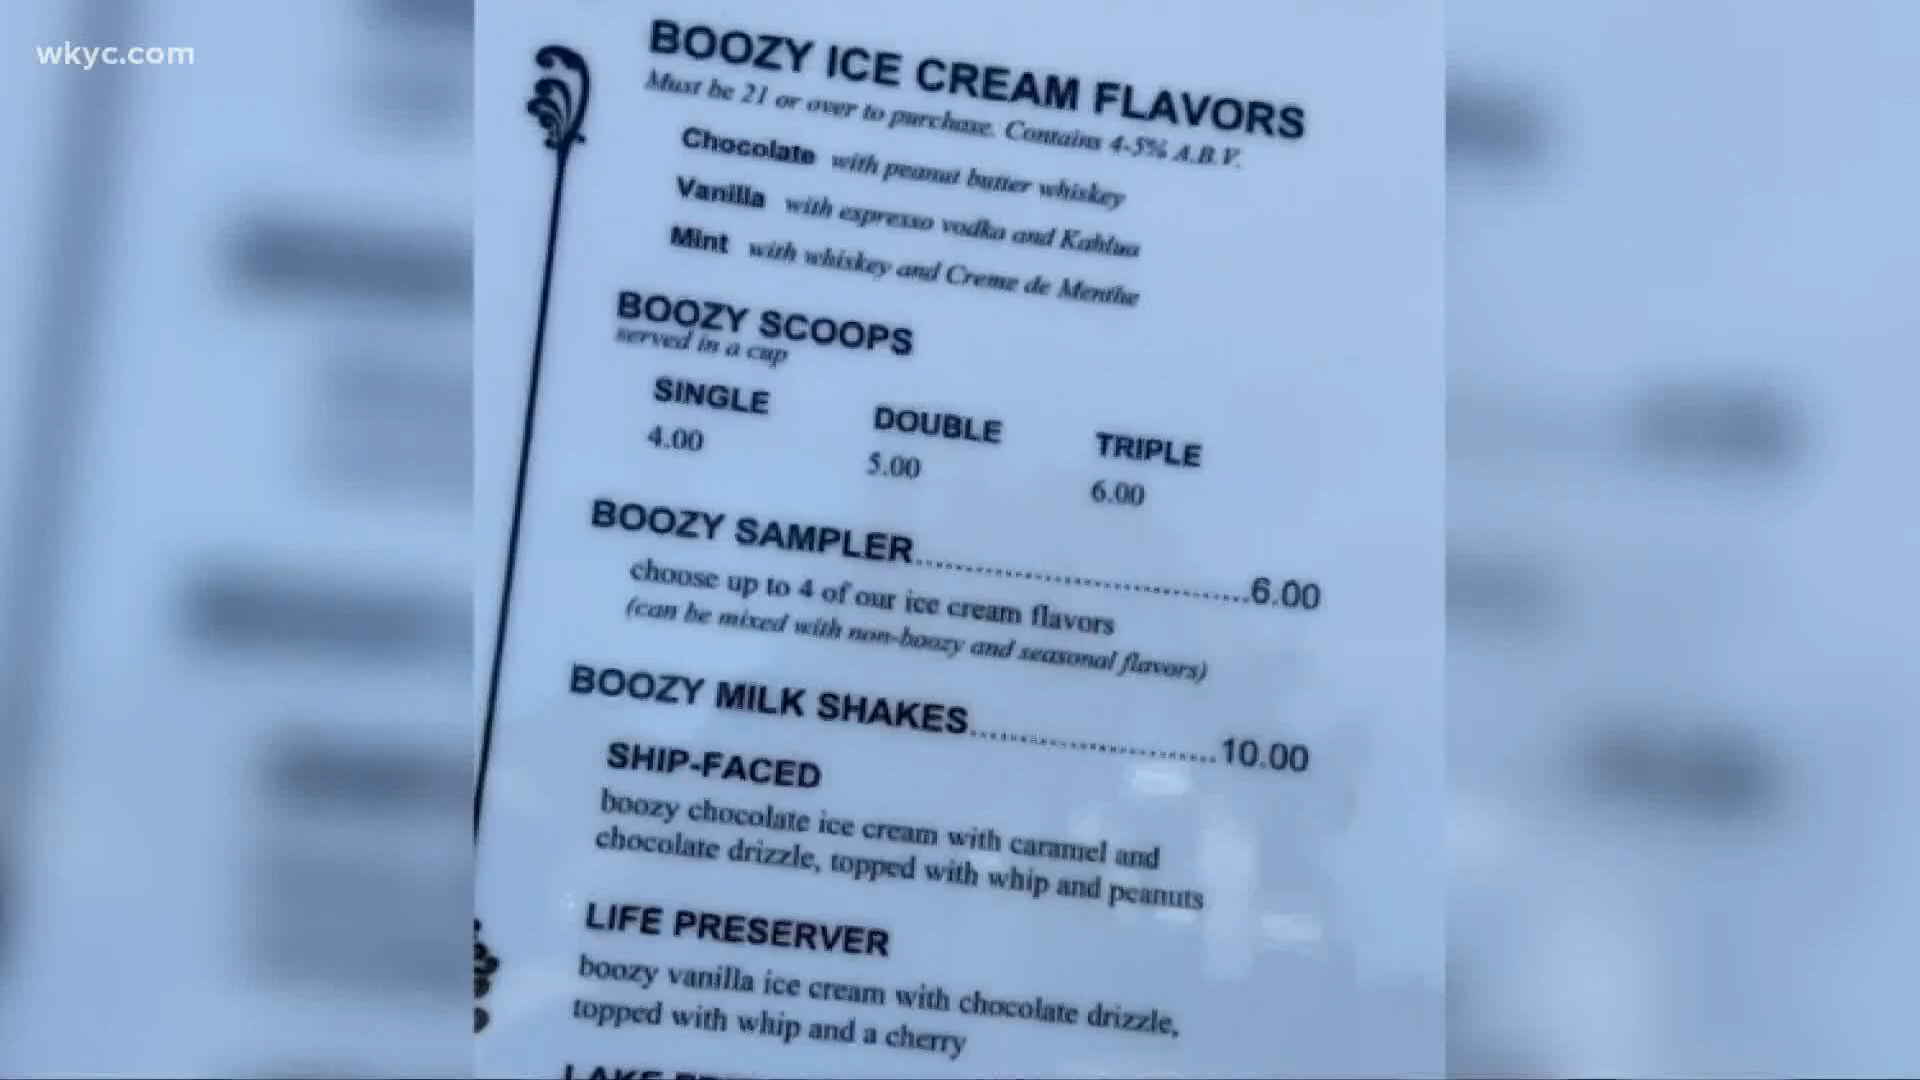 wkyc.com
BOOZY ICE CREAM FLAVORS
Must be 21 or over to purchase. Contains 4-5% A.B.V.
Chocolate with peanut butter whiskey
Vanilla with espresso vodka and Kahlua
Mint with whiskey and Creme de Menthe
BOOZY SCOOPS
served in a cup
SINGLE DOUBLE TRIPLE
4.00 5.00 6.00
BOOZY SAMPLER 6.00
choose up to 4 of our ice cream flavors
(can be mixed with non-boozy and seasonal flavors)
BOOZY MILK SHAKES 10.00
SHIP-FACED
boozy chocolate ice cream with caramel and
chocolate drizzle, topped with whip and peanuts
LIFE PRESERVER
boozy vanilla ice cream with chocolate drizzle,
topped with whip and a cherry
LAKE